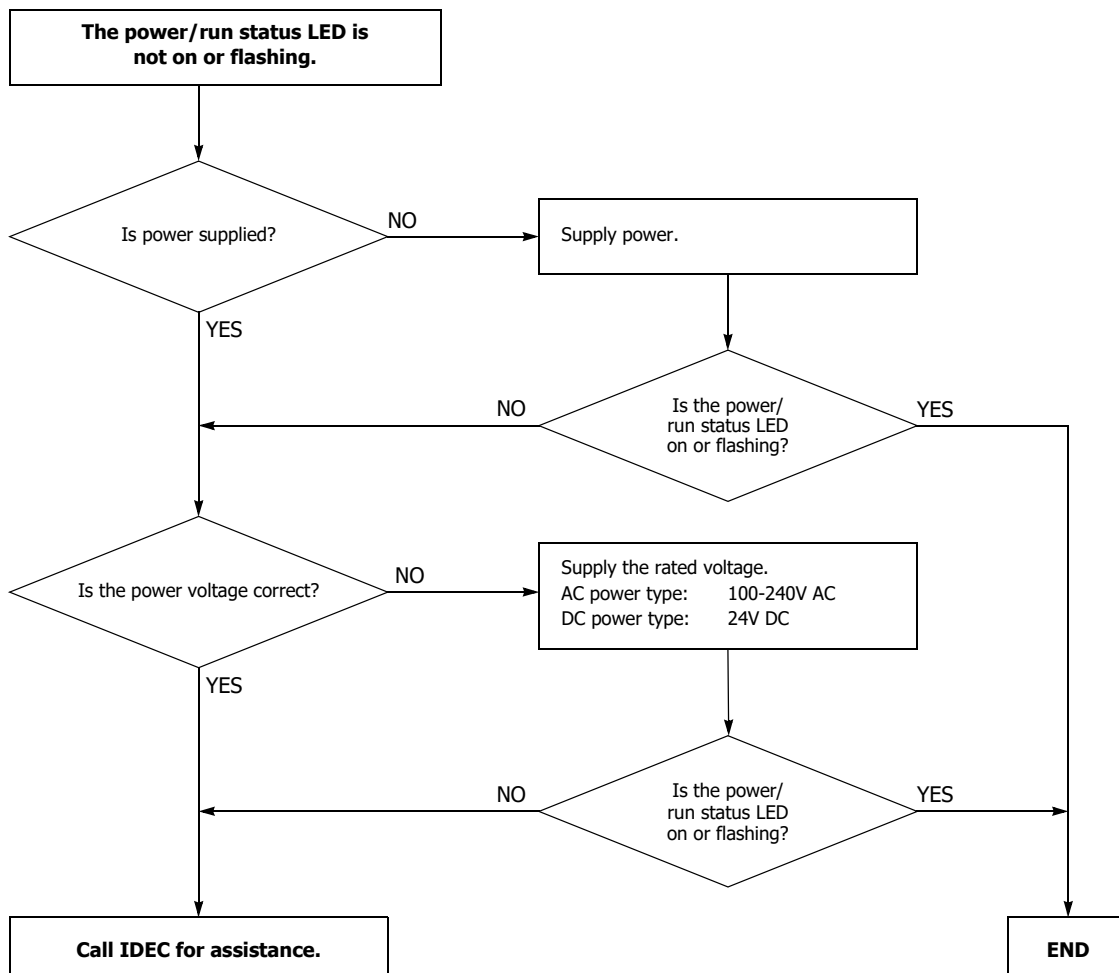 The power/run status LED is
not on or flashing.
Is power supplied?
NO
Supply power.
YES
NO
Is the power/
run status LED
on or flashing?
YES
Is the power voltage correct?
NO
Supply the rated voltage.
AC power type: 100-240V AC
DC power type: 24V DC
YES
NO
Is the power/
run status LED
on or flashing?
YES
Call IDEC for assistance.
END